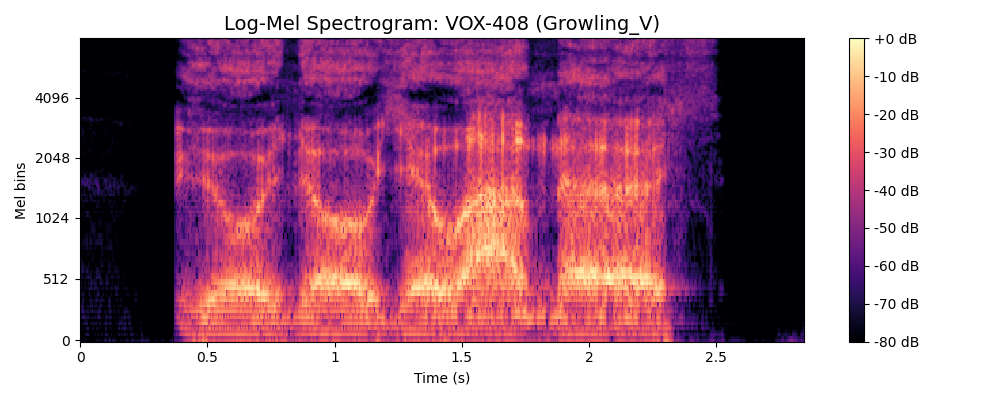 Log-Mel Spectrogram: VOX-408 (Growling_V)
Mel bins
4096
2048
1024
512
0
0
0.5
1
1.5
2
2.5
Time (s)
+0 dB
-10 dB
-20 dB
-30 dB
-40 dB
-50 dB
-60 dB
-70 dB
-80 dB